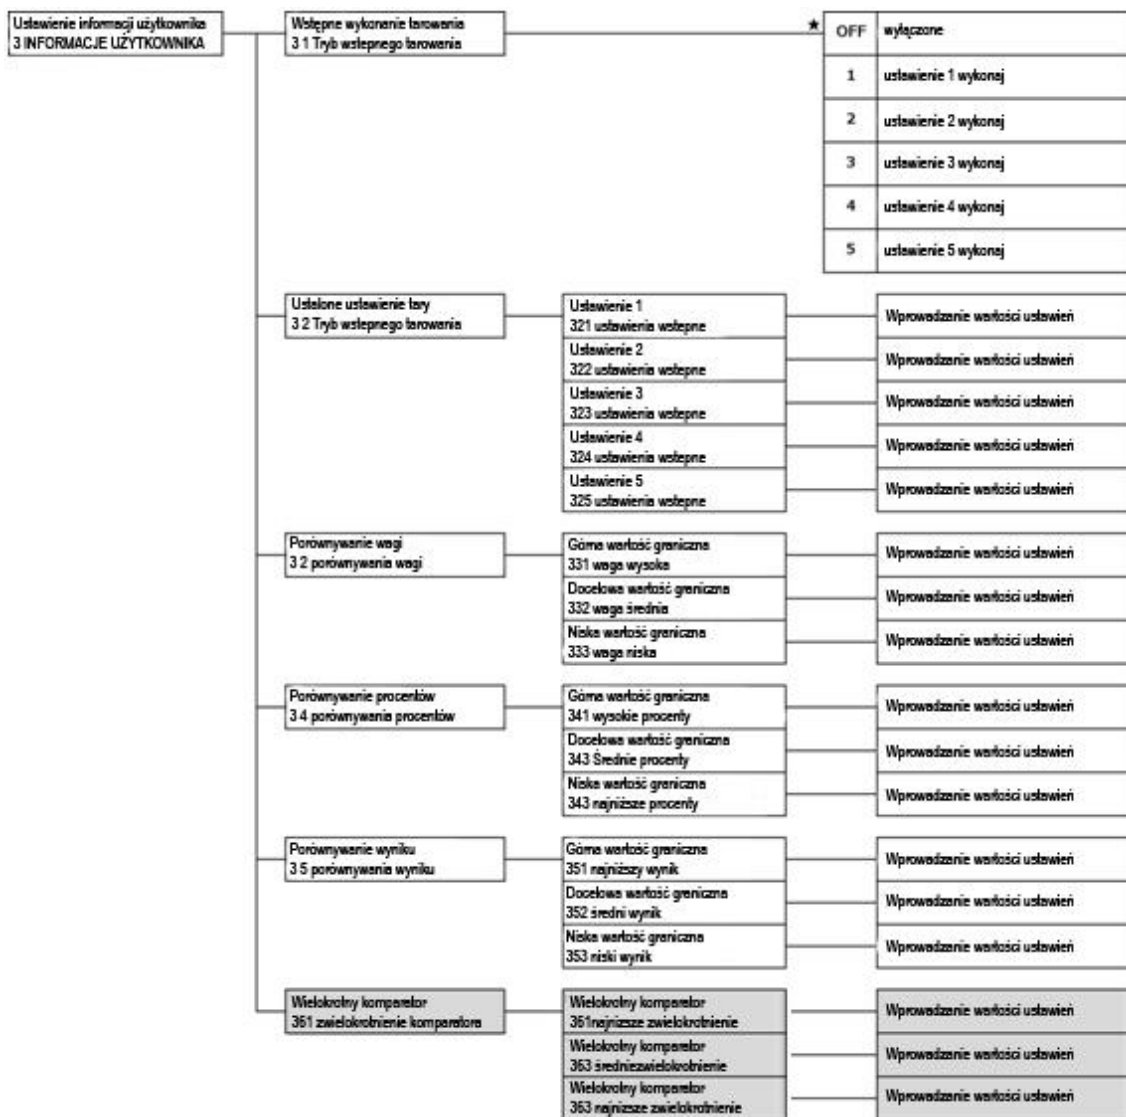 Ustawienie informacji użytkownika
3 INFORMACJE UŻYTKOWNIKA
Wstępne wykonanie tarowania
3 1 Tryb wstepnego tarowania
★
OFF wyłączone
1 ustawienie 1 wykonaj
2 ustawienie 2 wykonaj
3 ustawienie 3 wykonaj
4 ustawienie 4 wykonaj
5 ustawienie 5 wykonaj
Ustalone ustawienie tary
3 2 Tryb wstepnego tarowania
Ustawienie 1
321 ustawienia wstepne
Wprowadzanie wartości ustawień
Ustawienie 2
322 ustawienia wstepne
Wprowadzanie wartości ustawień
Ustawienie 3
323 ustawienia wstepne
Wprowadzanie wartości ustawień
Ustawienie 4
324 ustawienia wstepne
Wprowadzanie wartości ustawień
Ustawienie 5
325 ustawienia wstepne
Wprowadzanie wartości ustawień
Porównywanie wagi
3 2 porównywania wagi
Górna wartość graniczna
331 waga wysoka
Wprowadzanie wartości ustawień
Docelowa wartość graniczna
332 waga średnia
Wprowadzanie wartości ustawień
Niska wartość graniczna
333 waga niska
Wprowadzanie wartości ustawień
Porównywanie procentów
3 4 porównywania procentów
Górna wartość graniczna
341 wysokie procenty
Wprowadzanie wartości ustawień
Docelowa wartość graniczna
343 Średnie procenty
Wprowadzanie wartości ustawień
Niska wartość graniczna
343 najniższe procenty
Wprowadzanie wartości ustawień
Porównywanie wyniku
3 5 porównywania wyniku
Górna wartość graniczna
351 najniższy wynik
Wprowadzanie wartości ustawień
Docelowa wartość graniczna
352 średni wynik
Wprowadzanie wartości ustawień
Niska wartość graniczna
353 niski wynik
Wprowadzanie wartości ustawień
Wielokrotny komparator
361 zwielokrotnienie komparatora
Wielokrotny komparator
361najnizsze zwielokrotnienie
Wprowadzanie wartości ustawień
Wielokrotny komparator
363 średniezwielokrotnienie
Wprowadzanie wartości ustawień
Wielokrotny komparator
363 najnizsze zwielokrotnienie
Wprowadzanie wartości ustawień